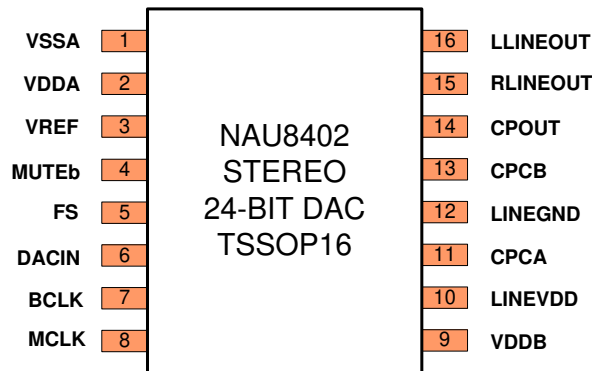 VSSA 1
VDDA 2
VREF 3
MUTEb 4
FS 5
DACIN 6
BCLK 7
MCLK 8
NAU8402
STEREO
24-BIT DAC
TSSOP16
16 LLINEOUT
15 RLINEOUT
14 CPOUT
13 CPCB
12 LINEGND
11 CPCA
10 LINEVDD
9 VDDB